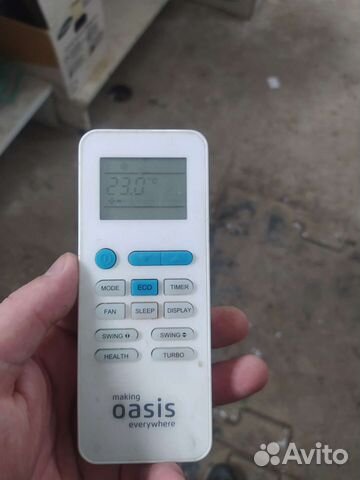 23.0°C
MODE ECO TIMER
FAN SLEEP DISPLAY
SWING SWING
HEALTH TURBO
making
oasis
everywhere
Avito